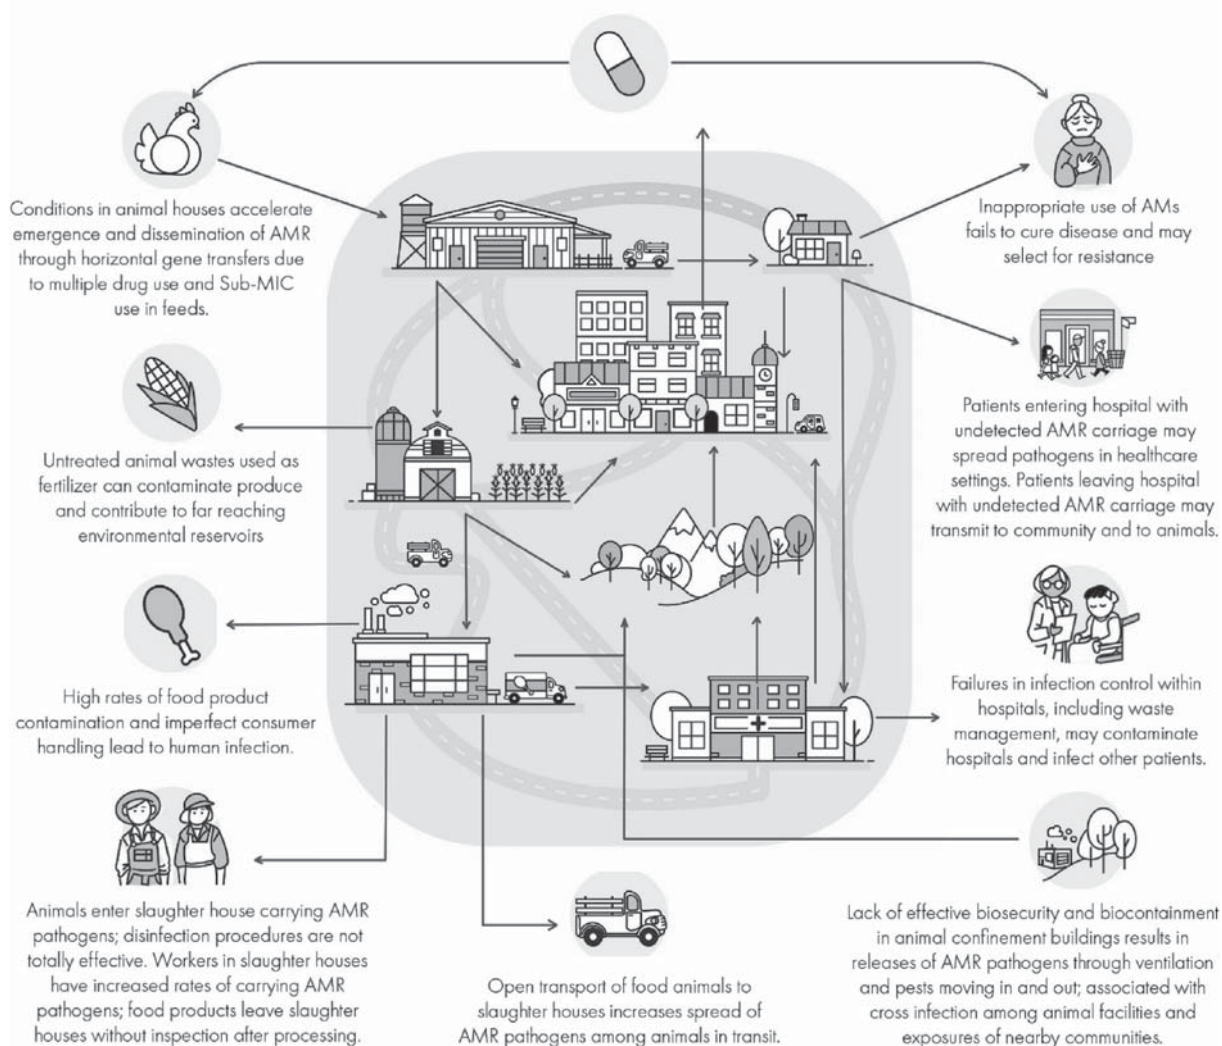 Conditions in animal houses accelerate
emergence and dissemination of AMR
through horizontal gene transfers due
to multiple drug use and Sub-MIC
use in feeds.
Untreated animal wastes used as
fertilizer can contaminate produce
and contribute to far reaching
environmental reservoirs
High rates of food product
contamination and imperfect consumer
handling lead to human infection.
Animals enter slaughter house carrying AMR
pathogens; disinfection procedures are not
totally effective. Workers in slaughter houses
have increased rates of carrying AMR
pathogens; food products leave slaughter
houses without inspection after processing.
Open transport of food animals to
slaughter houses increases spread of
AMR pathogens among animals in transit.
Inappropriate use of AMs
fails to cure disease and may
select for resistance
Patients entering hospital with
undetected AMR carriage may
spread pathogens in healthcare
settings. Patients leaving hospital
with undetected AMR carriage may
transmit to community and to animals.
Failures in infection control within
hospitals, including waste
management, may contaminate
hospitals and infect other patients.
Lack of effective biosecurity and biocontainment
in animal confinement buildings results in
releases of AMR pathogens through ventilation
and pests moving in and out; associated with
cross infection among animal facilities and
exposures of nearby communities.